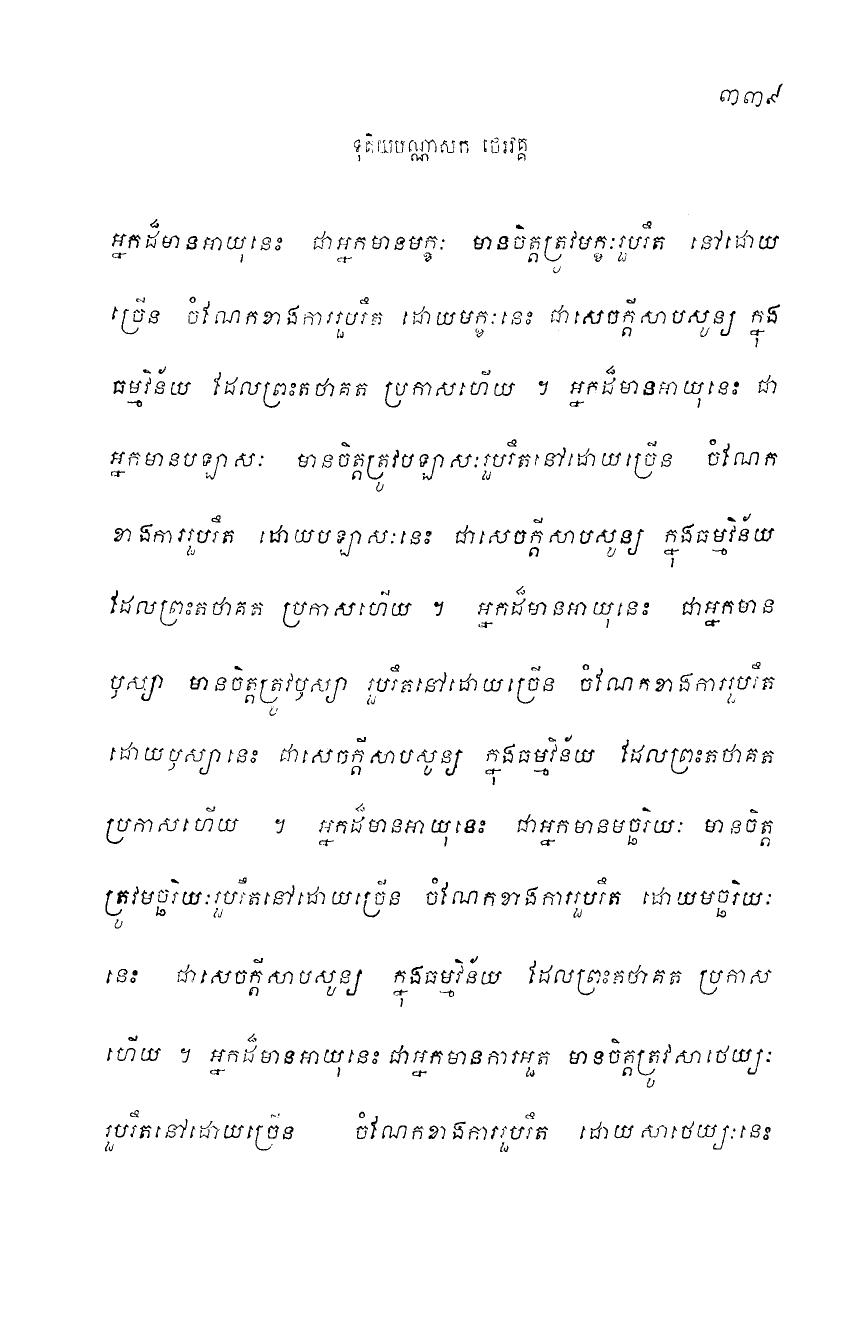 ៣៣៩
ទុតិយបណ្ណាសក ថេរវគ្គ
អ្នកដ៏មានអាយុនេះ ជាអ្នកមានមក្ខៈ មានចិត្តត្រូវមក្ខៈរួបរឹត នៅដោយ
ច្រើន ចំណែកខាងការរួបរឹត ដោយមក្ខៈនេះ ជាសេចក្តីសាបសូន្យ ក្នុង
ធម្មវិន័យ ដែលព្រះតថាគត ប្រកាសហើយ ។ អ្នកដ៏មានអាយុនេះ ជា
អ្នកមានបឡាសៈ មានចិត្តត្រូវបឡាសៈរួបរឹតនៅដោយច្រើន ចំណែក
ខាងការរួបរឹត ដោយបឡាសៈនេះ ជាសេចក្តីសាបសូន្យ ក្នុងធម្មវិន័យ
ដែលព្រះតថាគត ប្រកាសហើយ ។ អ្នកដ៏មានអាយុនេះ ជាអ្នកមាន
ឫស្យា មានចិត្តត្រូវឫស្យា រួបរឹតនៅដោយច្រើន ចំណែកខាងការរួបរឹត
ដោយឫស្យានេះ ជាសេចក្តីសាបសូន្យ ក្នុងធម្មវិន័យ ដែលព្រះតថាគត
ប្រកាសហើយ ។ អ្នកដ៏មានអាយុនេះ ជាអ្នកមានមច្ឆរិយៈ មានចិត្ត
ត្រូវមច្ឆរិយៈរួបរឹតនៅដោយច្រើន ចំណែកខាងការរួបរឹត ដោយមច្ឆរិយៈ
នេះ ជាសេចក្តីសាបសូន្យ ក្នុងធម្មវិន័យ ដែលព្រះតថាគត ប្រកាស
ហើយ ។ អ្នកដ៏មានអាយុនេះ ជាអ្នកមានការអួត មានចិត្តត្រូវសាថេយ្យៈ
រួបរឹតនៅដោយច្រើន ចំណែកខាងការរួបរឹត ដោយសាថេយ្យៈនេះ